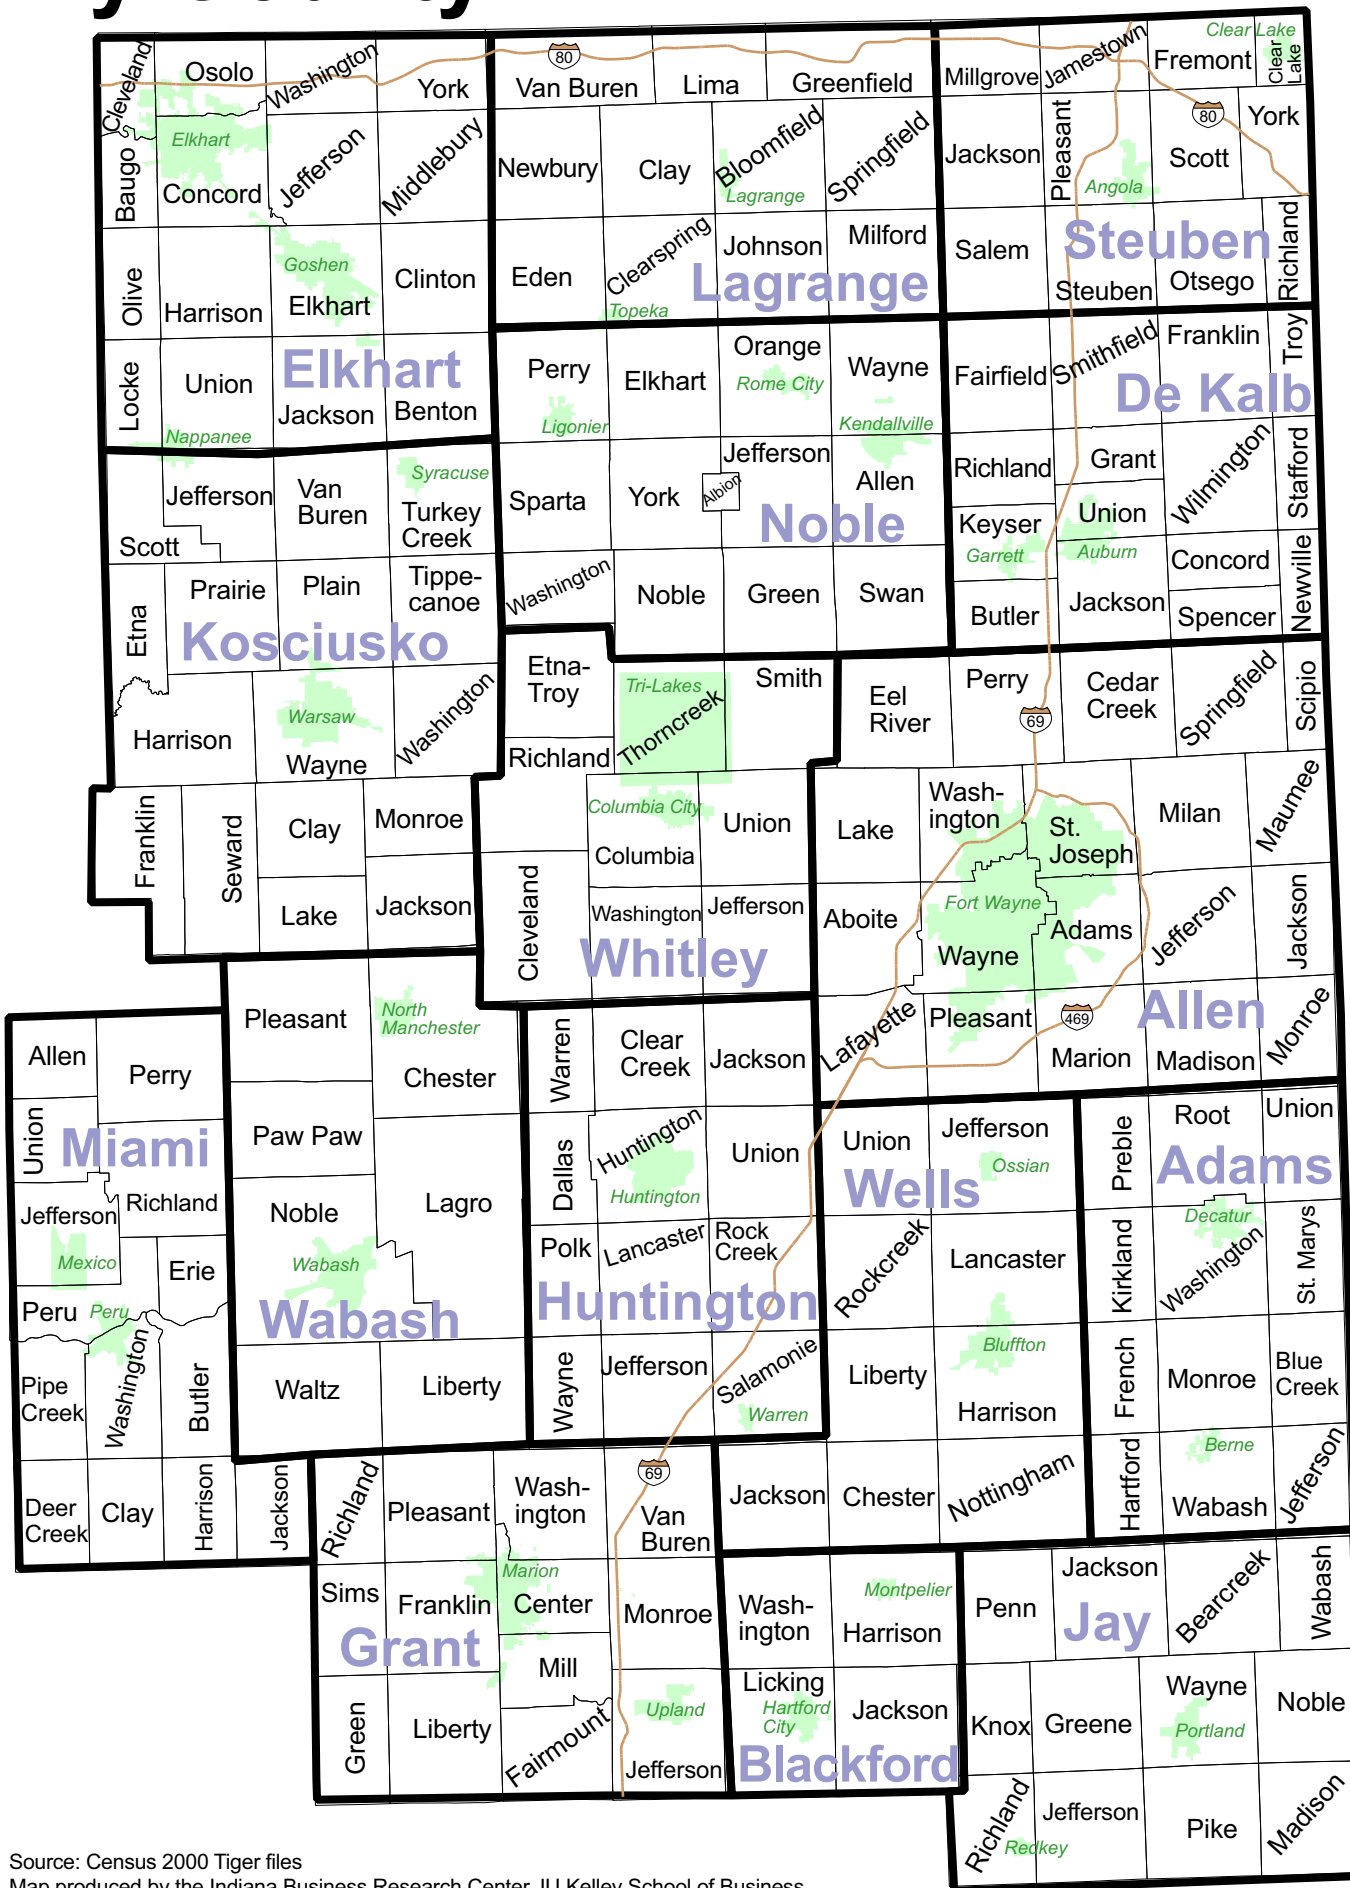 Cleveland
Osolo
Washington
York
Elkhart
Baugo
Concord
Jefferson
Middlebury
Olive
Harrison
Goshen
Elkhart
Clinton
Locke
Union
Elkhart
Jackson
Benton
Nappanee
80
Van Buren
Lima
Greenfield
Newbury
Clay
Bloomfield
Lagrange
Springfield
Eden
Clearspring
Topeka
Johnson
Milford
Lagrange
Millgrove
Jamestown
Fremont
Clear Lake
Clear
Lake
80
York
Jackson
Pleasant
Angola
Scott
Salem
Steuben
Steuben
Otsego
Richland
Perry
Ligonier
Elkhart
Orange
Rome City
Wayne
Kendallville
Sparta
York
Albion
Jefferson
Allen
Noble
Washington
Noble
Green
Swan
Fairfield
Smithfield
Franklin
Troy
De Kalb
Richland
Grant
Wilmington
Stafford
Keyser
Garrett
Union
Auburn
Concord
Newville
Butler
Jackson
Spencer
Scott
Jefferson
Van
Buren
Syracuse
Turkey
Creek
Etna
Prairie
Plain
Tippe-
canoe
Kosciusko
Harrison
Warsaw
Wayne
Washington
Franklin
Seward
Clay
Monroe
Lake
Jackson
Etna-
Troy
Tri-Lakes
Thorncreek
Smith
Richland
Columbia City
Columbia
Union
Cleveland
Washington
Jefferson
Whitley
Eel
River
Perry
69
Cedar
Creek
Springfield
Scipio
Lake
Wash-
ington
St.
Joseph
Milan
Maumee
Aboite
Fort Wayne
Wayne
Adams
Jefferson
Jackson
Lafayette
Pleasant
469
Marion
Allen
Madison
Monroe
Pleasant
North
Manchester
Chester
Paw Paw
Noble
Lagro
Wabash
Wabash
Waltz
Liberty
Allen
Perry
Union
Miami
Jefferson
Richland
Mexico
Erie
Peru
Peru
Pipe
Creek
Washington
Butler
Deer
Creek
Clay
Harrison
Jackson
Warren
Clear
Creek
Jackson
Dallas
Huntington
Huntington
Union
Polk
Lancaster
Rock
Creek
Huntington
Wayne
Jefferson
Salamonie
Warren
Union
Jefferson
Ossian
Wells
Rockcreek
Lancaster
Liberty
Bluffton
Harrison
Jackson
Chester
Nottingham
Preble
Root
Union
Adams
Kirkland
Decatur
Washington
St. Marys
French
Monroe
Blue
Creek
Hartford
Berne
Wabash
Jefferson
Richland
Pleasant
Wash-
ington
69
Van
Buren
Sims
Franklin
Marion
Center
Monroe
Grant
Mill
Green
Liberty
Fairmount
Upland
Jefferson
Wash-
ington
Montpelier
Harrison
Licking
Hartford
City
Jackson
Blackford
Penn
Jackson
Bearcreek
Wabash
Jay
Knox
Greene
Wayne
Portland
Noble
Richland
Redkey
Jefferson
Pike
Madison
Source: Census 2000 Tiger files
Map produced by the Indiana Business Research Center, IU Kelley School of Business